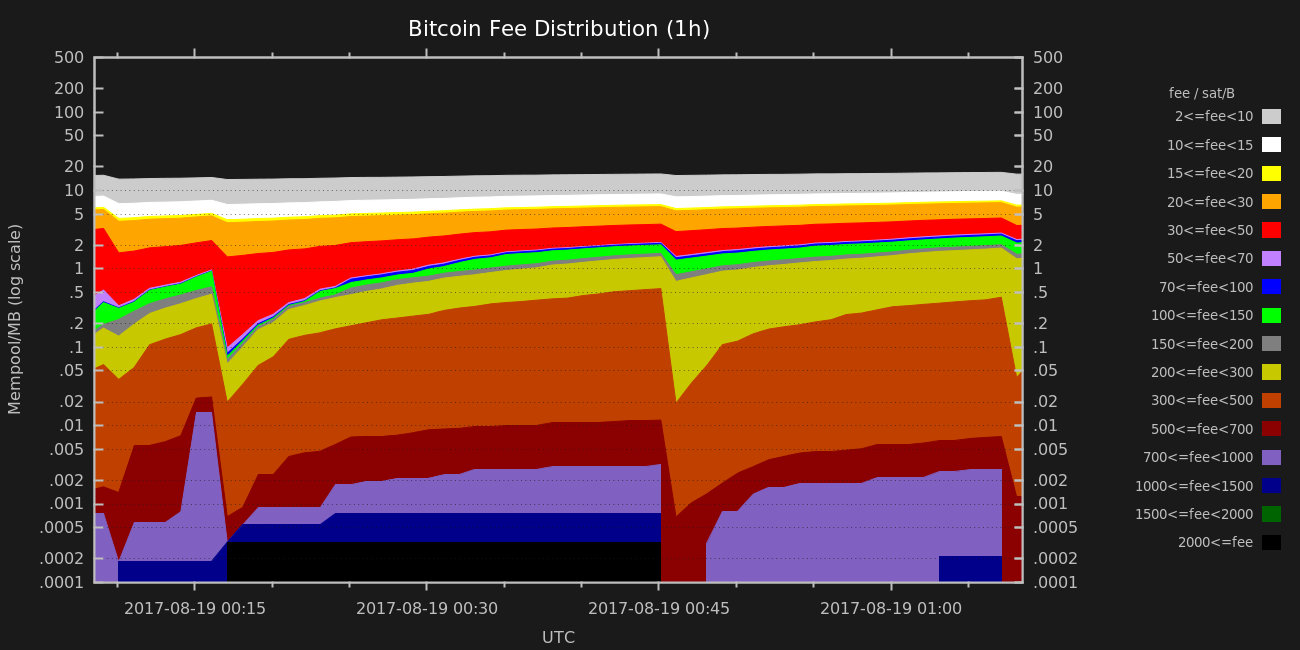 Bitcoin Fee Distribution (1h)
Mempool/MB (log scale)
500
200
100
50
20
10
5
2
1
.5
.2
.1
.05
.02
.01
.005
.002
.001
.0005
.0002
.0001
500
200
100
50
20
10
5
2
1
.5
.2
.1
.05
.02
.01
.005
.002
.001
.0005
.0002
.0001
fee / sat/B
2<=fee<10
10<=fee<15
15<=fee<20
20<=fee<30
30<=fee<50
50<=fee<70
70<=fee<100
100<=fee<150
150<=fee<200
200<=fee<300
300<=fee<500
500<=fee<700
700<=fee<1000
1000<=fee<1500
1500<=fee<2000
2000<=fee
2017-08-19 00:15 2017-08-19 00:30 2017-08-19 00:45 2017-08-19 01:00
UTC